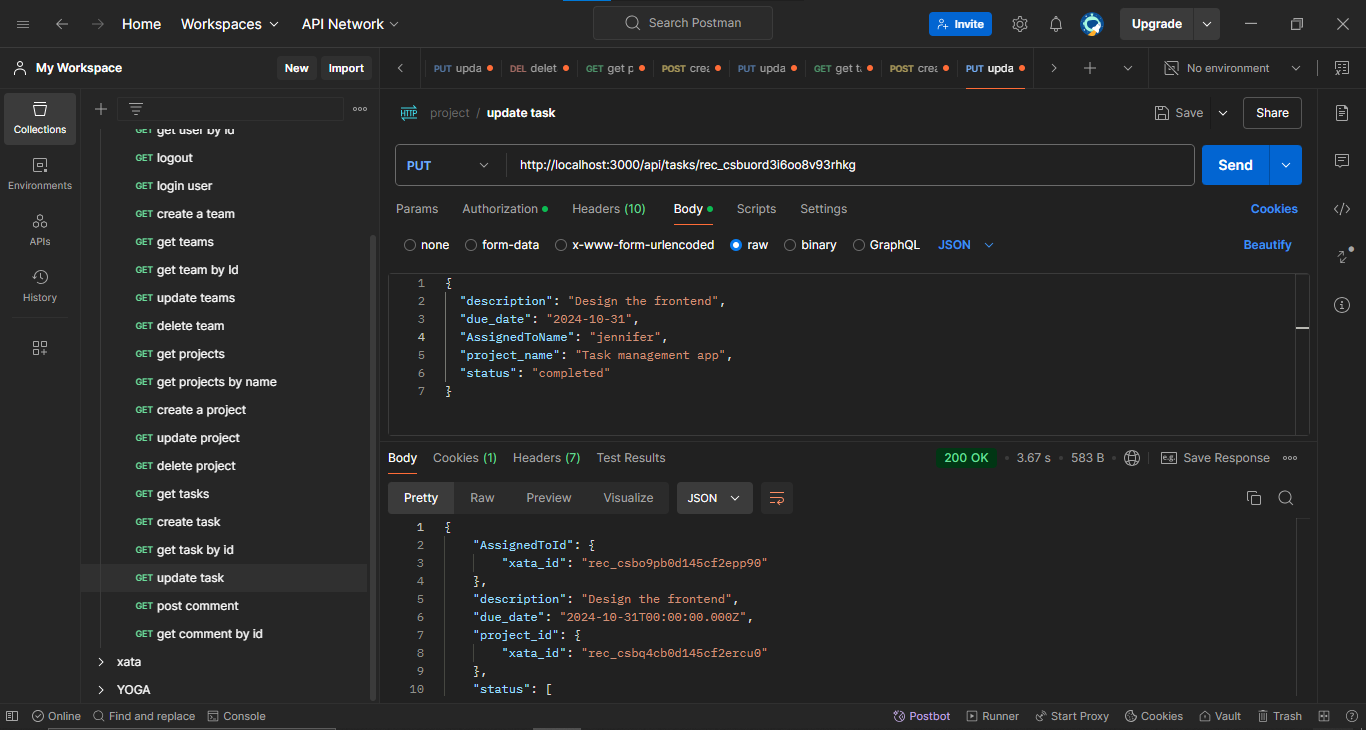 Home Workspaces API Network Search Postman Invite Upgrade
My Workspace New Import PUT upda DEL delet GET get p POST crea PUT upda GET get t POST crea PUT upda No environment
Collections
Environments
APIs
History
GET get user by Id
GET logout
GET login user
GET create a team
GET get teams
GET get team by Id
GET update teams
GET delete team
GET get projects
GET get projects by name
GET create a project
GET update project
GET delete project
GET get tasks
GET create task
GET get task by id
GET update task
GET post comment
GET get comment by id
xata
YOGA
HTTP project / update task Save Share
PUT http://localhost:3000/api/tasks/rec_csbuord3i6oo8v93rhkg Send
Params Authorization Headers (10) Body Scripts Settings Cookies
none form-data x-www-form-urlencoded raw binary GraphQL JSON Beautify
1 {
2 "description": "Design the frontend",
3 "due_date": "2024-10-31",
4 "AssignedToName": "jennifer",
5 "project_name": "Task management app",
6 "status": "completed"
7 }
Body Cookies (1) Headers (7) Test Results 200 OK 3.67 s 583 B e.g. Save Response
Pretty Raw Preview Visualize JSON
1 {
2 "AssignedToId": {
3 "xata_id": "rec_csbo9pb0d145cf2epp90"
4 },
5 "description": "Design the frontend",
6 "due_date": "2024-10-31T00:00:00.000Z",
7 "project_id": {
8 "xata_id": "rec_csbq4cb0d145cf2ercu0"
9 },
10 "status": [
Online Find and replace Console Postbot Runner Start Proxy Cookies Vault Trash